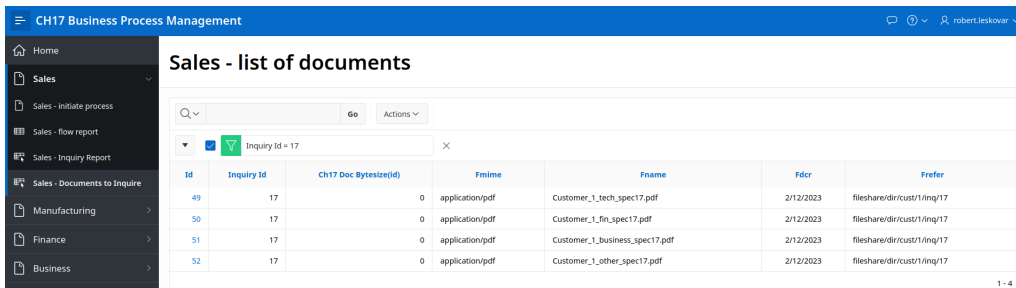 CH17 Business Process Management
robert.leskovar
Home
Sales
Sales - initiate process
Sales - flow report
Sales - Inquiry Report
Sales - Documents to Inquire
Manufacturing
Finance
Business
Sales - list of documents
Go Actions
Inquiry Id = 17
Id Inquiry Id Ch17 Doc Bytesize(id) Fmime Fname Fdcr Frefer
49 17 0 application/pdf Customer_1_tech_spec17.pdf 2/12/2023 fileshare/dir/cust/1/inq/17
50 17 0 application/pdf Customer_1_fin_spec17.pdf 2/12/2023 fileshare/dir/cust/1/inq/17
51 17 0 application/pdf Customer_1_business_spec17.pdf 2/12/2023 fileshare/dir/cust/1/inq/17
52 17 0 application/pdf Customer_1_other_spec17.pdf 2/12/2023 fileshare/dir/cust/1/inq/17
1 - 4